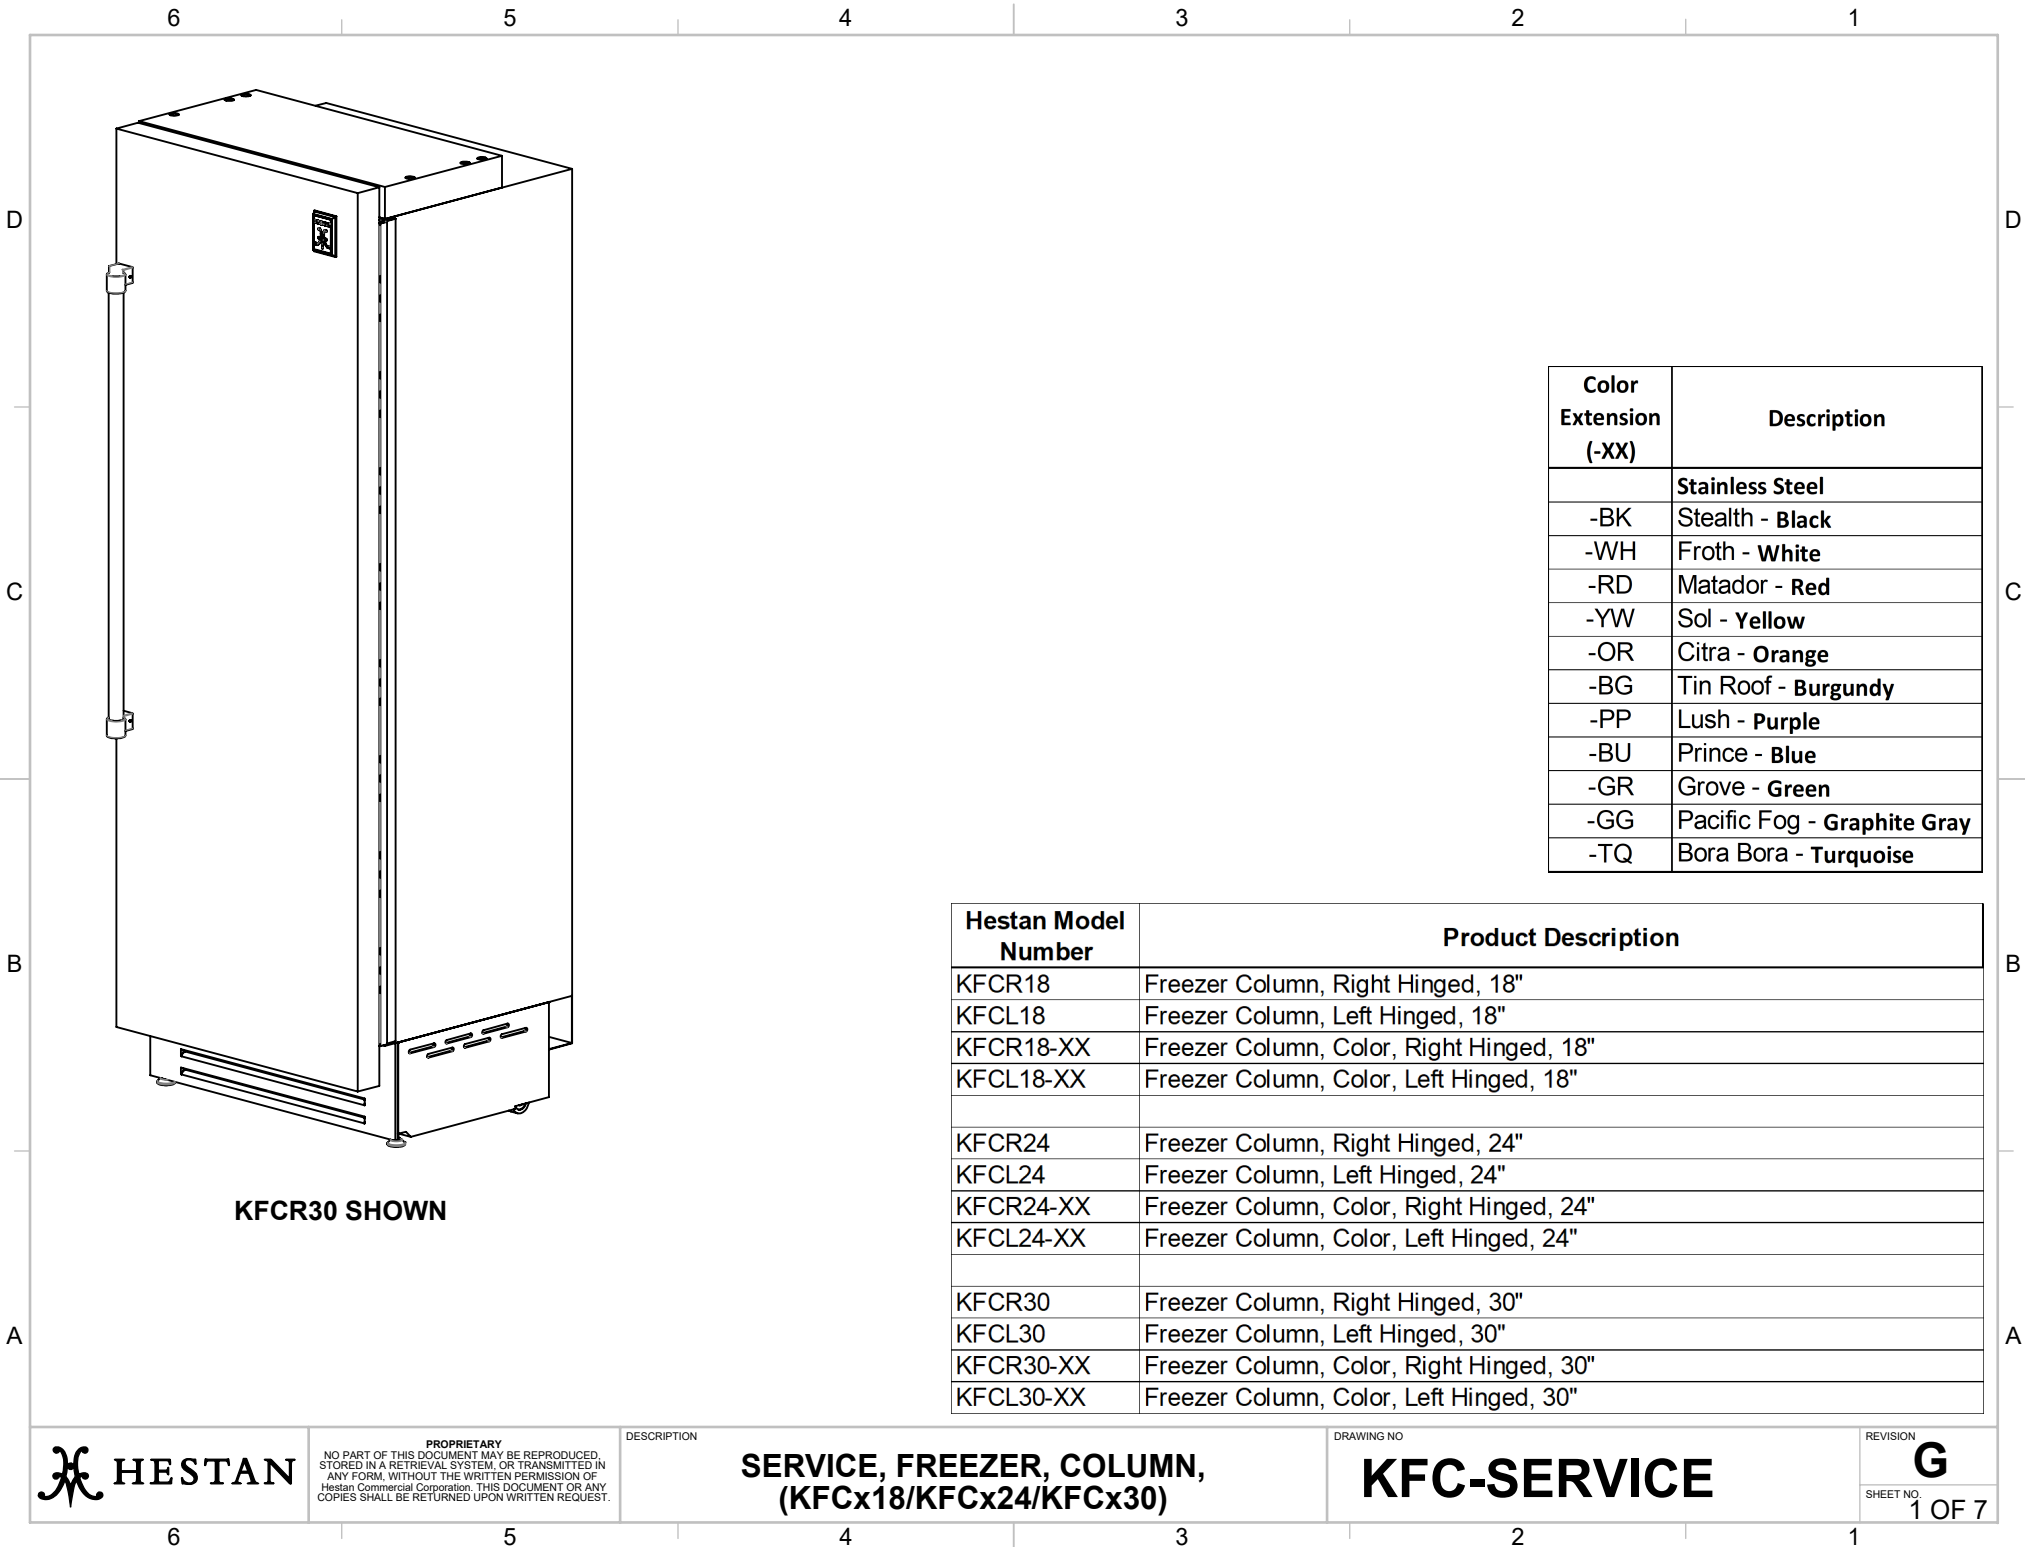 6 5 4 3 2 1
D D
C C
B B
A A
Color
Extension
(-XX)
Description
Stainless Steel
-BK Stealth - Black
-WH Froth - White
-RD Matador - Red
-YW Sol - Yellow
-OR Citra - Orange
-BG Tin Roof - Burgundy
-PP Lush - Purple
-BU Prince - Blue
-GR Grove - Green
-GG Pacific Fog - Graphite Gray
-TQ Bora Bora - Turquoise
Hestan Model
Number
Product Description
KFCR18 Freezer Column, Right Hinged, 18"
KFCL18 Freezer Column, Left Hinged, 18"
KFCR18-XX Freezer Column, Color, Right Hinged, 18"
KFCL18-XX Freezer Column, Color, Left Hinged, 18"
KFCR24 Freezer Column, Right Hinged, 24"
KFCL24 Freezer Column, Left Hinged, 24"
KFCR24-XX Freezer Column, Color, Right Hinged, 24"
KFCL24-XX Freezer Column, Color, Left Hinged, 24"
KFCR30 Freezer Column, Right Hinged, 30"
KFCL30 Freezer Column, Left Hinged, 30"
KFCR30-XX Freezer Column, Color, Right Hinged, 30"
KFCL30-XX Freezer Column, Color, Left Hinged, 30"
KFCR30 SHOWN
HESTAN
PROPRIETARY
NO PART OF THIS DOCUMENT MAY BE REPRODUCED,
STORED IN A RETRIEVAL SYSTEM, OR TRANSMITTED IN
ANY FORM, WITHOUT THE WRITTEN PERMISSION OF
Hestan Commercial Corporation. THIS DOCUMENT OR ANY
COPIES SHALL BE RETURNED UPON WRITTEN REQUEST.
DESCRIPTION
SERVICE, FREEZER, COLUMN,
(KFCx18/KFCx24/KFCx30)
DRAWING NO
KFC-SERVICE
REVISION
G
SHEET NO.
1 OF 7
6 5 4 3 2 1